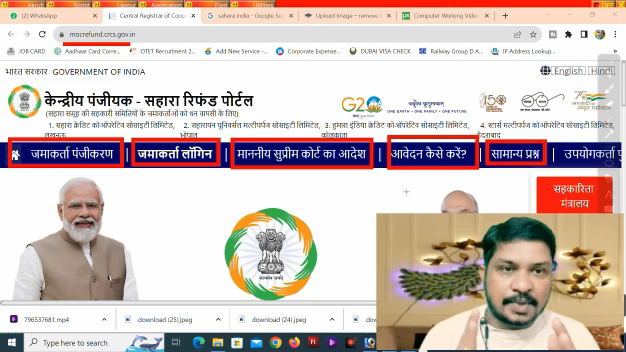 (2) WhatsApp
Central Registrar of Coop
sahara india - Google Se
Upload Image – remove.
Computer Working Video
mocrefund.crcs.gov.in
JOB CARD
Aadhaar Card Corre...
OTET Recruitment 2...
Add New Service -...
Corporate Expense...
DUBAI VISA CHECK
Railway Group D A...
IP Address Lookup...
भारत सरकार GOVERNMENT OF INDIA
English | Hindi
केन्द्रीय पंजीयक - सहारा रिफंड पोर्टल
(सहारा समूह की सहकारी समितियों के जमाकर्ताओं को धन वापसी के लिए)
G20
वसुधैव कुटुम्बकम्
ONE EARTH • ONE FAMILY • ONE FUTURE
1. सहारा क्रेडिट कोऑपरेटिव सोसाइटी लिमिटेड, लखनऊ
2. सहारायन यूनिवर्सल मल्टीपर्पज सोसाइटी लिमिटेड, भोपाल
3. हमारा इंडिया क्रेडिट कोऑपरेटिव सोसाइटी लिमिटेड, कोलकाता
4. स्टार्स मल्टीपर्पज कोऑपरेटिव सोसाइटी लिमिटेड, हैदराबाद
जमाकर्ता पंजीकरण | जमाकर्ता लॉगिन | माननीय सुप्रीम कोर्ट का आदेश | आवेदन कैसे करें? | सामान्य प्रश्न | उपयोगकर्ता
सहकारिता
मंत्रालय
796537681.mp4
download (25).jpeg
download (24).jpeg
Type here to search